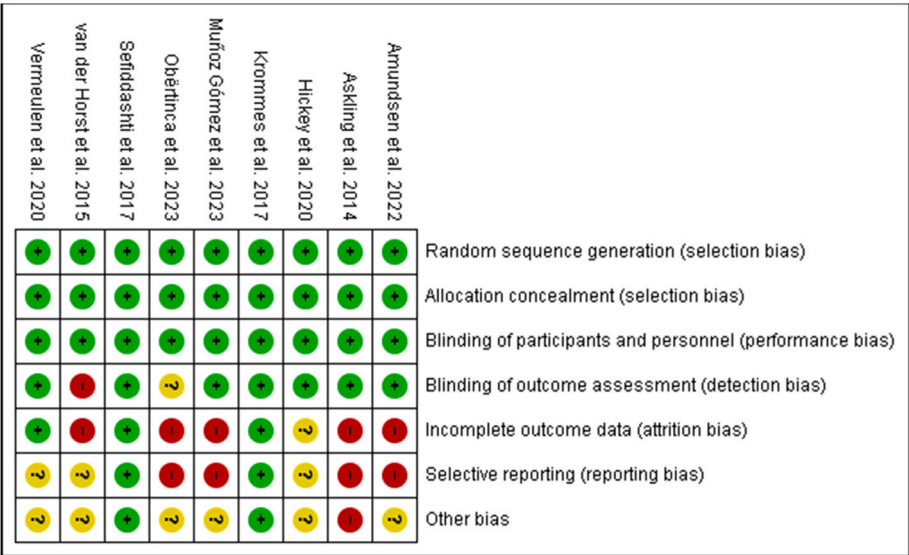 Vermeulen et al. 2020
van der Horst et al. 2015
Sefiddashti et al. 2017
Obërtinca et al. 2023
Muñoz Gómez et al. 2023
Krommes et al. 2017
Hickey et al. 2020
Askling et al. 2014
Amundsen et al. 2022
+ + + + + + + + + Random sequence generation (selection bias)
+ + + + + + + + + Allocation concealment (selection bias)
+ + + + + + + + + Blinding of participants and personnel (performance bias)
+ - + ? + + + + + Blinding of outcome assessment (detection bias)
+ - + - - + ? - - Incomplete outcome data (attrition bias)
? ? + - - + ? - - Selective reporting (reporting bias)
? ? + ? ? + ? - ? Other bias